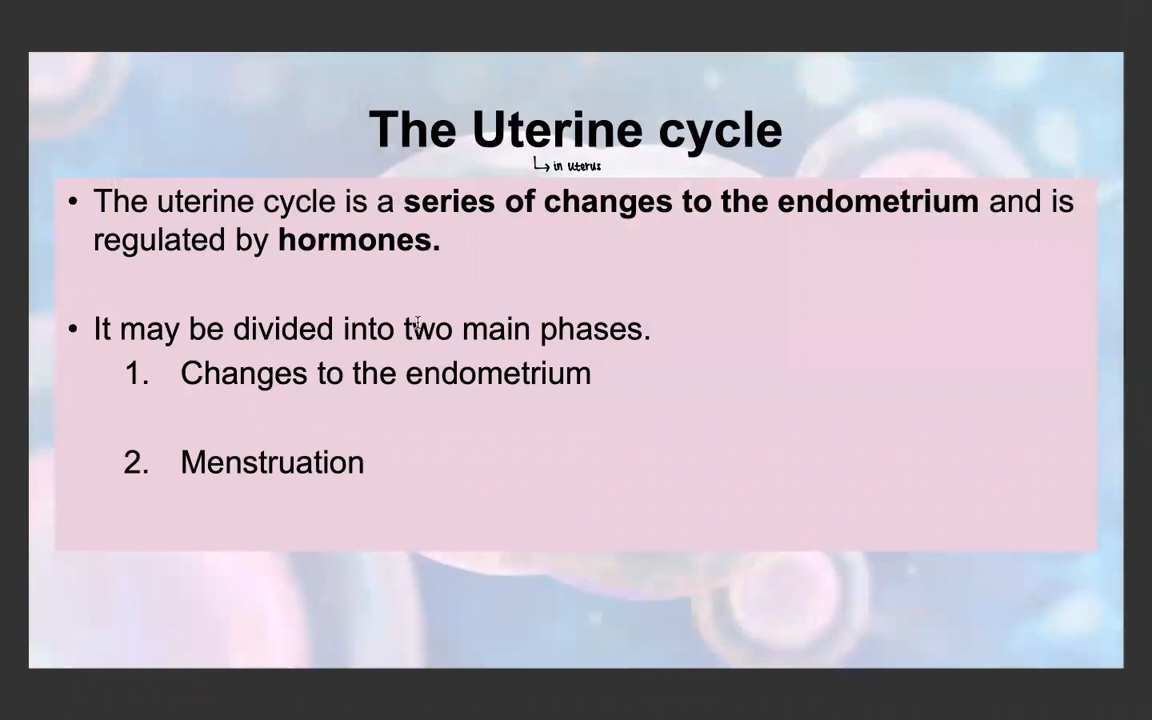 The Uterine cycle
↳ in uterus
• The uterine cycle is a series of changes to the endometrium and is
regulated by hormones.
• It may be divided into two main phases.
1. Changes to the endometrium
2. Menstruation